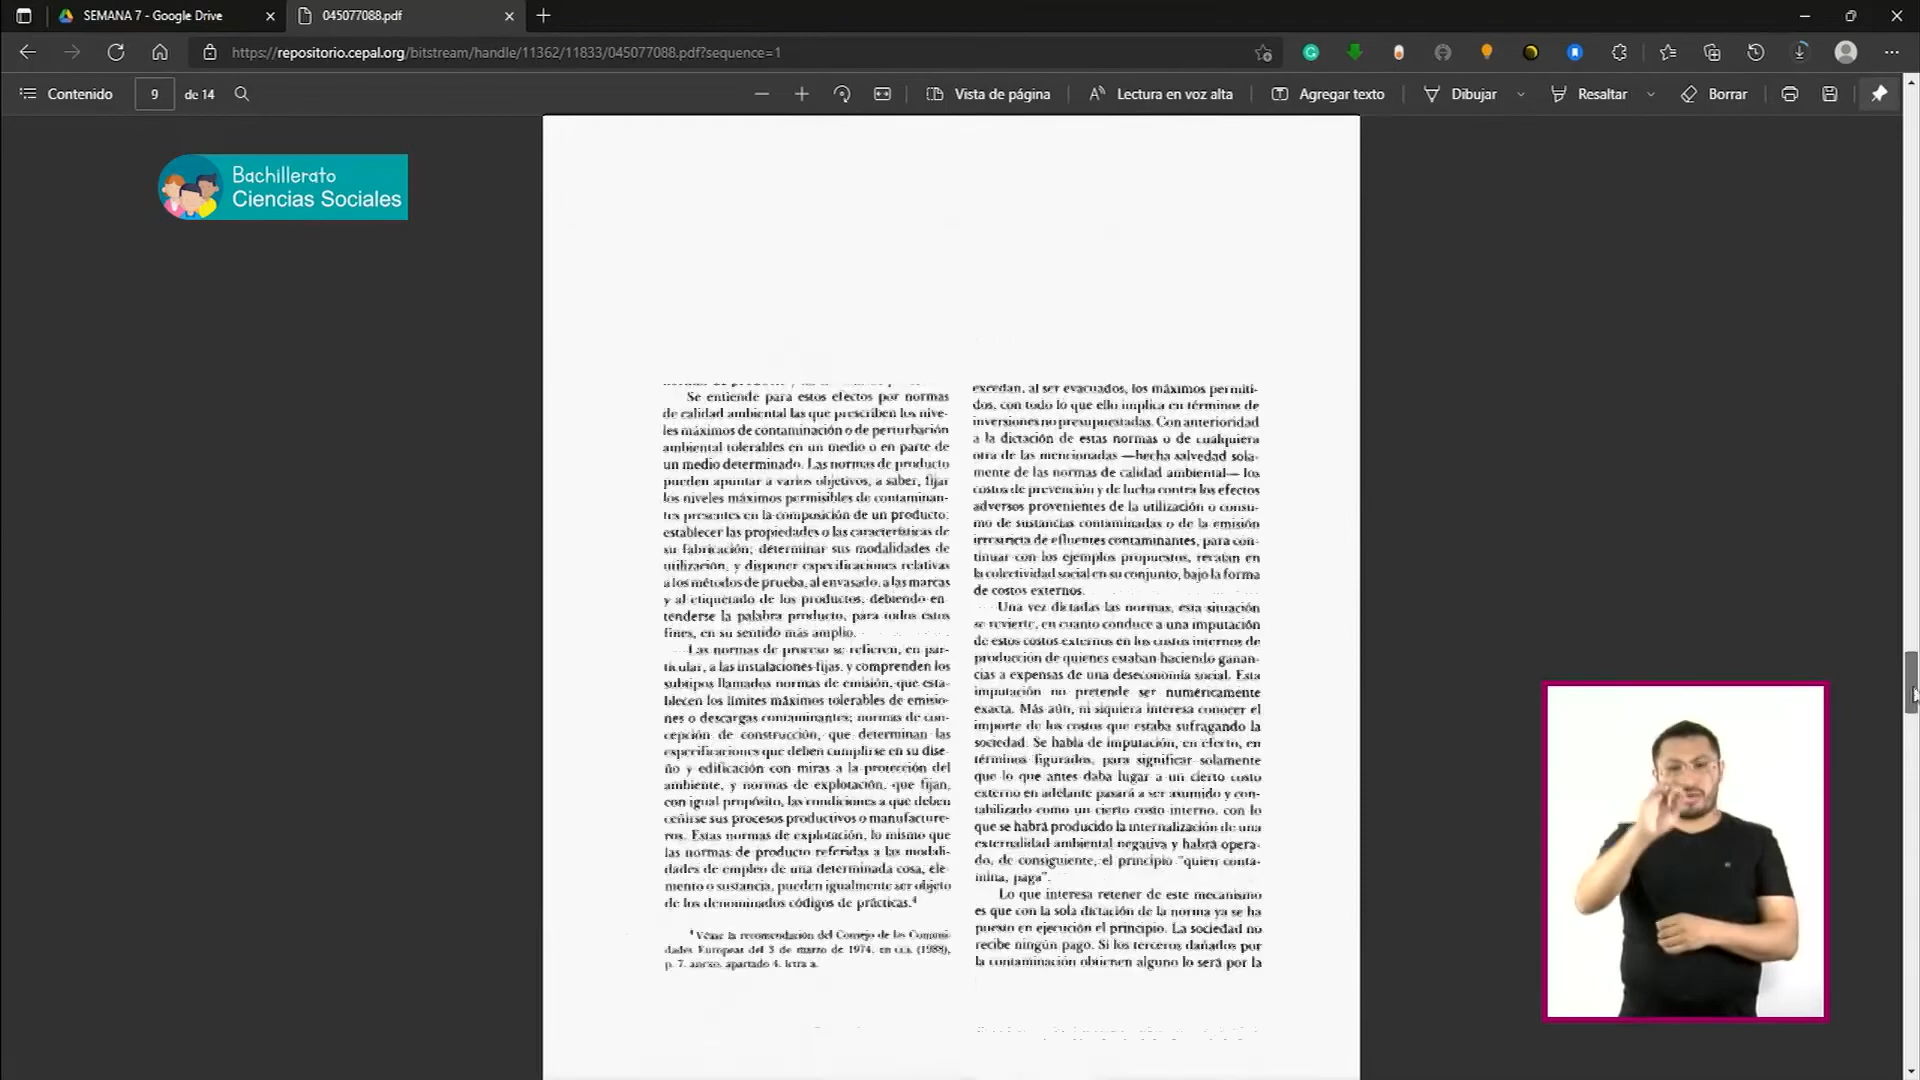 SEMANA 7 - Google Drive
045077088.pdf
https://repositorio.cepal.org/bitstream/handle/11362/11833/045077088.pdf?sequence=1
Contenido
9
de 14
Vista de página
Lectura en voz alta
Agregar texto
Dibujar
Resaltar
Borrar
Bachillerato
Ciencias Sociales
Se entiende para estos efectos por normas
de calidad ambiental las que prescriben los nive-
les máximos de contaminación o de perturbación
ambiental tolerables en un medio o en parte de
un medio determinado. Las normas de producto
pueden apuntar a varios objetivos, a saber, fijar
los niveles máximos permisibles de contaminan-
tes presentes en la composición de un producto;
establecer las propiedades o las características de
su fabricación; determinar sus modalidades de
utilización, y disponer especificaciones relativas
a los métodos de prueba, al envasado, a las marcas
y al etiquetado de los productos, debiendo en-
tenderse la palabra producto, para todos estos
fines, en su sentido más amplio.
Las normas de proceso se refieren, en par-
ticular, a las instalaciones fijas, y comprenden los
subtipos llamados normas de emisión, que esta-
blecen los límites máximos tolerables de emisio-
nes o descargas contaminantes; normas de con-
cepción de construcción, que determinan las
especificaciones que deben cumplirse en su dise-
ño y edificación con miras a la protección del
ambiente, y normas de explotación, que fijan,
con igual propósito, las condiciones a que deben
ceñirse sus procesos productivos o manufacture-
ros. Estas normas de explotación, lo mismo que
las normas de producto referidas a las modali-
dades de empleo de una determinada cosa, ele-
mento o sustancia, pueden igualmente ser objeto
de los denominados códigos de prácticas.⁴
⁴ Véase la recomendación del Consejo de las Comuni-
dades Europeas del 3 de marzo de 1974, en CCA (1988),
p. 7, anexo, apartado 4, letra a.
excedan, al ser evacuados, los máximos permiti-
dos, con todo lo que ello implica en términos de
inversiones no presupuestadas. Con anterioridad
a la dictación de estas normas o de cualquiera
otra de las mencionadas —hecha salvedad sola-
mente de las normas de calidad ambiental— los
costos de prevención y de lucha contra los efectos
adversos provenientes de la utilización o consu-
mo de sustancias contaminadas o de la emisión
irrestricta de efluentes contaminantes, para con-
tinuar con los ejemplos propuestos, recaían en
la colectividad social en su conjunto, bajo la forma
de costos externos.
Una vez dictadas las normas, esta situación
se revierte, en cuanto conduce a una imputación
de estos costos externos en los costos internos de
producción de quienes estaban haciendo ganan-
cias a expensas de una deseconomía social. Esta
imputación no pretende ser numéricamente
exacta. Más aún, ni siquiera interesa conocer el
importe de los costos que estaba sufragando la
sociedad. Se habla de imputación, en efecto, en
términos figurados, para significar solamente
que lo que antes daba lugar a un cierto costo
externo en adelante pasará a ser asumido y con-
tabilizado como un cierto costo interno, con lo
que se habrá producido la internalización de una
externalidad ambiental negativa y habrá opera-
do, de consiguiente, el principio "quien conta-
mina, paga".
Lo que interesa retener de este mecanismo
es que con la sola dictación de la norma ya se ha
puesto en ejecución el principio. La sociedad no
recibe ningún pago. Si los terceros dañados por
la contaminación obtienen alguno lo será por la